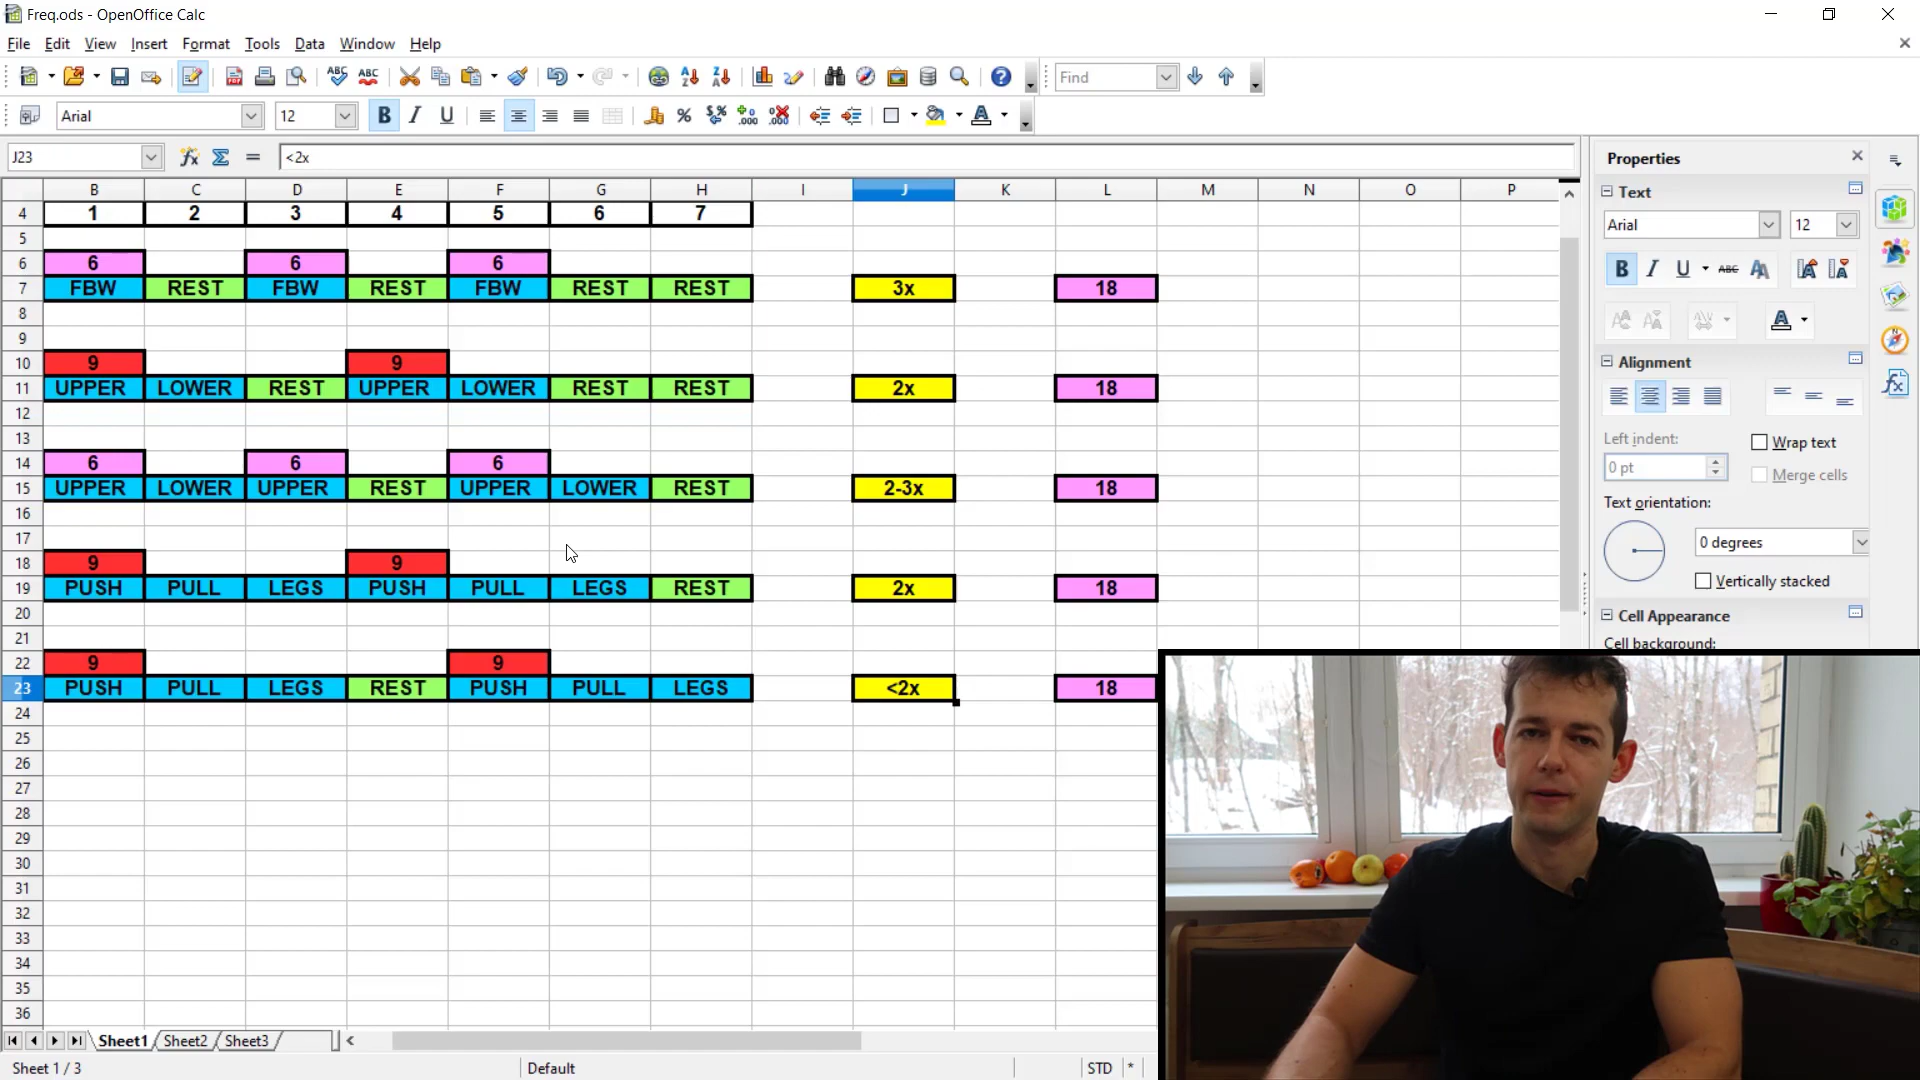 Freq.ods - OpenOffice Calc
File Edit View Insert Format Tools Data Window Help
Find
Arial 12
J23 <2x
Properties
Text
Arial 12
Alignment
Left indent:
0 pt
Wrap text
Merge cells
Text orientation:
0 degrees
Vertically stacked
Cell Appearance
Cell background:
B C D E F G H I J K L M N O P
4 1 2 3 4 5 6 7
5
6 6 6 6
7 FBW REST FBW REST FBW REST REST 3x 18
8
9
10 9 9
11 UPPER LOWER REST UPPER LOWER REST REST 2x 18
12
13
14 6 6 6
15 UPPER LOWER UPPER REST UPPER LOWER REST 2-3x 18
16
17
18 9 9
19 PUSH PULL LEGS PUSH PULL LEGS REST 2x 18
20
21
22 9 9
23 PUSH PULL LEGS REST PUSH PULL LEGS <2x 18
24
25
26
27
28
29
30
31
32
33
34
35
36
Sheet1 Sheet2 Sheet3
Sheet 1 / 3 Default STD *